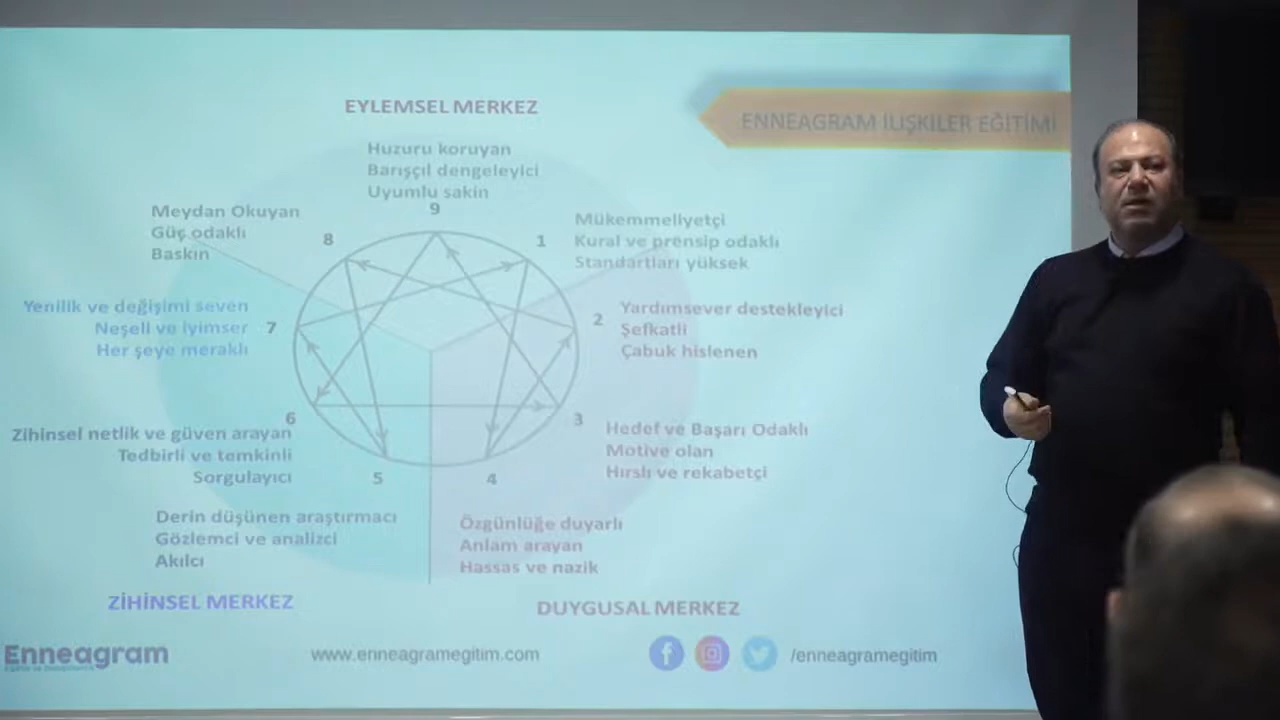 ENNEAGRAM İLİŞKİLER EĞİTİMİ
EYLEMSEL MERKEZ
Huzuru koruyan
Barışçıl dengeleyici
Uyumlu sakin
9
Meydan Okuyan
Güç odaklı
Baskın
8
1
Mükemmeliyetçi
Kural ve prensip odaklı
Standartları yüksek
Yenilik ve değişimi seven
Neşeli ve iyimser
Her şeye meraklı
7
2
Yardımsever destekleyici
Şefkatli
Çabuk hislenen
6
Zihinsel netlik ve güven arayan
Tedbirli ve temkinli
Sorgulayıcı
3
Hedef ve Başarı Odaklı
Motive olan
Hırslı ve rekabetçi
5
Derin düşünen araştırmacı
Gözlemci ve analizci
Akılcı
4
Özgünlüğe duyarlı
Anlam arayan
Hassas ve nazik
ZİHİNSEL MERKEZ
DUYGUSAL MERKEZ
Enneagram
www.enneagramegitim.com
/enneagramegitim